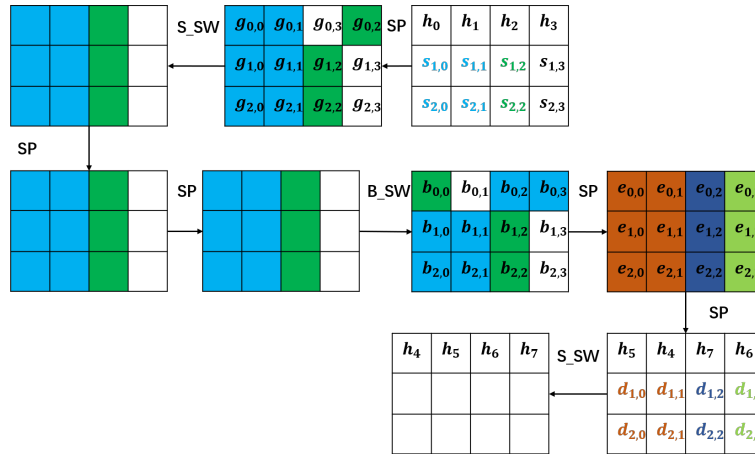 S_SW
g0,0 g0,1 g0,3 g0,2
g1,0 g1,1 g1,2 g1,3
g2,0 g2,1 g2,2 g2,3
SP
h0 h1 h2 h3
s1,0 s1,1 s1,2 s1,3
s2,0 s2,1 s2,2 s2,3
SP
SP
B_SW
b0,0 b0,1 b0,2 b0,3
b1,0 b1,1 b1,2 b1,3
b2,0 b2,1 b2,2 b2,3
SP
e0,0 e0,1 e0,2 e0,
e1,0 e1,1 e1,2 e1,
e2,0 e2,1 e2,2 e2,
SP
h4 h5 h6 h7
S_SW
h5 h4 h7 h6
d1,0 d1,1 d1,2 d1,
d2,0 d2,1 d2,2 d2,